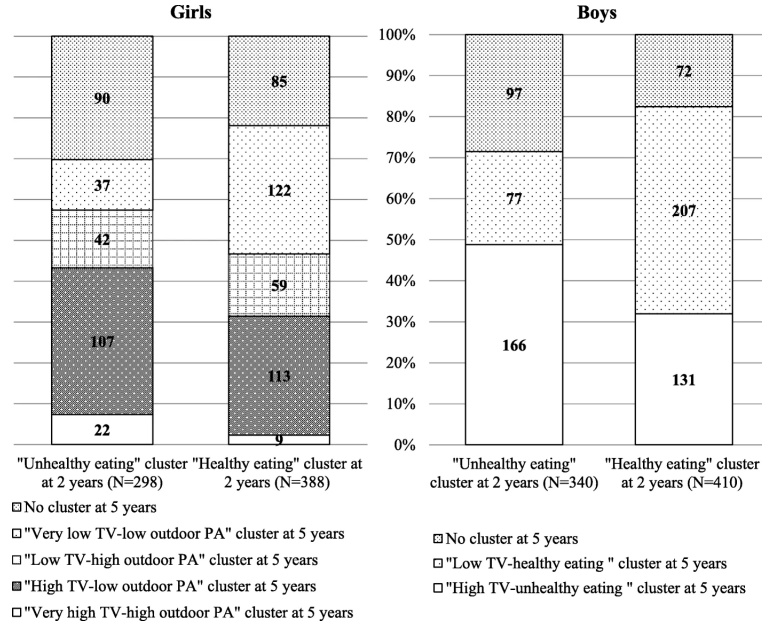 Girls
90
37
42
107
22
85
122
59
113
9
"Unhealthy eating" cluster
at 2 years (N=298)
"Healthy eating" cluster at
2 years (N=388)
No cluster at 5 years
"Very low TV-low outdoor PA" cluster at 5 years
"Low TV-high outdoor PA" cluster at 5 years
"High TV-low outdoor PA" cluster at 5 years
"Very high TV-high outdoor PA" cluster at 5 years
Boys
100%
90%
80%
70%
60%
50%
40%
30%
20%
10%
0%
97
77
166
72
207
131
"Unhealthy eating"
cluster at 2 years (N=340)
"Healthy eating" cluster
at 2 years (N=410)
No cluster at 5 years
"Low TV-healthy eating " cluster at 5 years
"High TV-unhealthy eating " cluster at 5 years